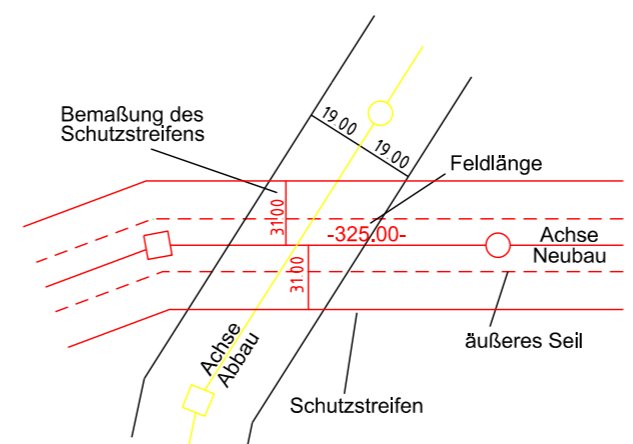 Bemaßung des
Schutzstreifens
19.00
19.00
Feldlänge
31.00
-325.00-
Achse
Neubau
31.00
äußeres Seil
Achse
Abbau
Schutzstreifen